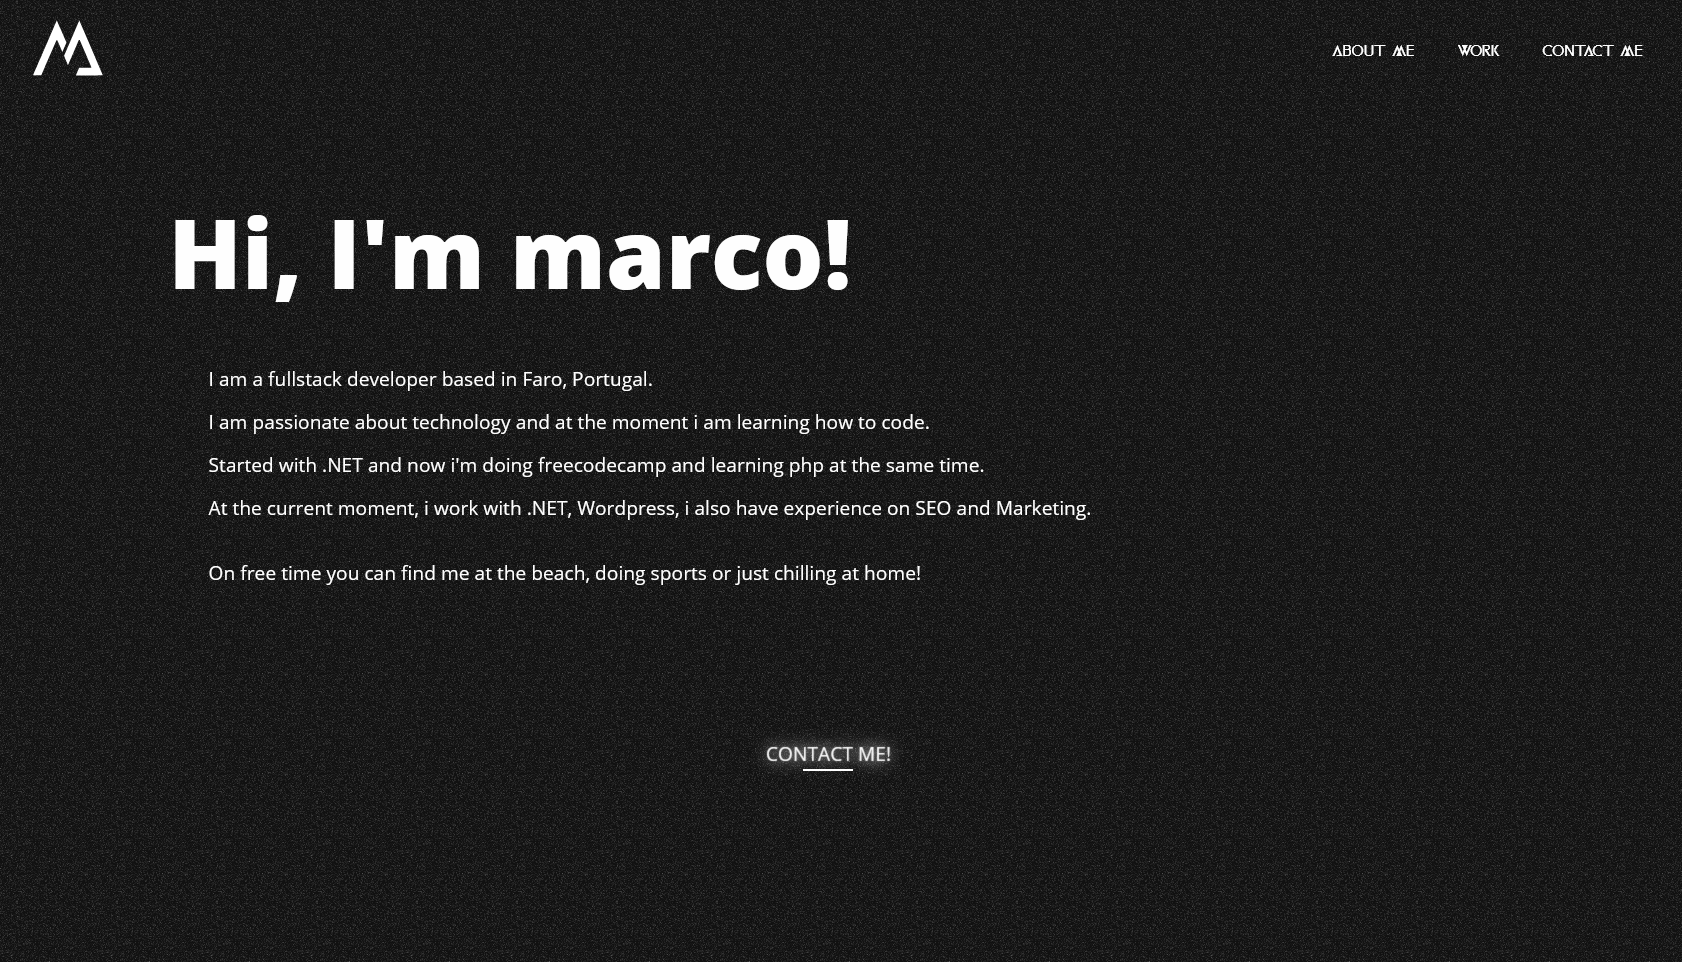 ABOUT ME
WORK
CONTACT ME
Hi, I'm marco!
I am a fullstack developer based in Faro, Portugal.
I am passionate about technology and at the moment i am learning how to code.
Started with .NET and now i'm doing freecodecamp and learning php at the same time.
At the current moment, i work with .NET, Wordpress, i also have experience on SEO and Marketing.
On free time you can find me at the beach, doing sports or just chilling at home!
CONTACT ME!